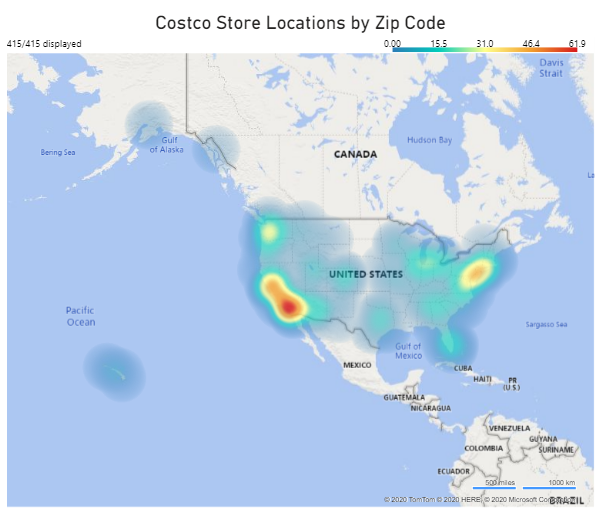 Costco Store Locations by Zip Code
415/415 displayed
0.00 15.5 31.0 46.4 61.9
Davis
Strait
Bering Sea
Gulf
of Alaska
Hudson Bay
CANADA
UNITED STATES
Pacific
Ocean
Sargasso Sea
Gulf of
Mexico
MEXICO
CUBA
HAITI
PR
(U.S.)
GUATEMALA
NICARAGUA
VENEZUELA
GUYANA
SURINAME
COLOMBIA
ECUADOR
500 miles 1000 km
© 2020 TomTom © 2020 HERE, © 2020 Microsoft
BRAZIL